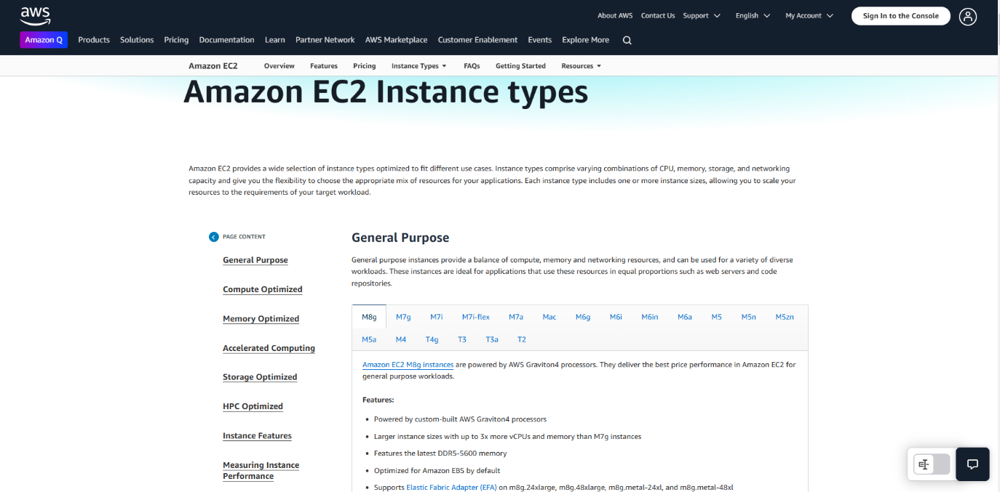 aws
About AWS Contact Us Support English My Account Sign In to the Console
Amazon Q Products Solutions Pricing Documentation Learn Partner Network AWS Marketplace Customer Enablement Events Explore More
Amazon EC2 Overview Features Pricing Instance Types FAQs Getting Started Resources
Amazon EC2 Instance types
Amazon EC2 provides a wide selection of instance types optimized to fit different use cases. Instance types comprise varying combinations of CPU, memory, storage, and networking
capacity and give you the flexibility to choose the appropriate mix of resources for your applications. Each instance type includes one or more instance sizes, allowing you to scale your
resources to the requirements of your target workload.
PAGE CONTENT
General Purpose
Compute Optimized
Memory Optimized
Accelerated Computing
Storage Optimized
HPC Optimized
Instance Features
Measuring Instance
Performance
General Purpose
General purpose instances provide a balance of compute, memory and networking resources, and can be used for a variety of diverse
workloads. These instances are ideal for applications that use these resources in equal proportions such as web servers and code
repositories.
M8g M7g M7i M7i-flex M7a Mac M6g M6i M6in M6a M5 M5n M5zn
M5a M4 T4g T3 T3a T2
Amazon EC2 M8g instances are powered by AWS Graviton4 processors. They deliver the best price performance in Amazon EC2 for
general purpose workloads.
Features:
• Powered by custom-built AWS Graviton4 processors
• Larger instance sizes with up to 3x more vCPUs and memory than M7g instances
• Features the latest DDR5-5600 memory
• Optimized for Amazon EBS by default
• Supports Elastic Fabric Adapter (EFA) on m8g.24xlarge, m8g.48xlarge, m8g.metal-24xl, and m8g.metal-48xl